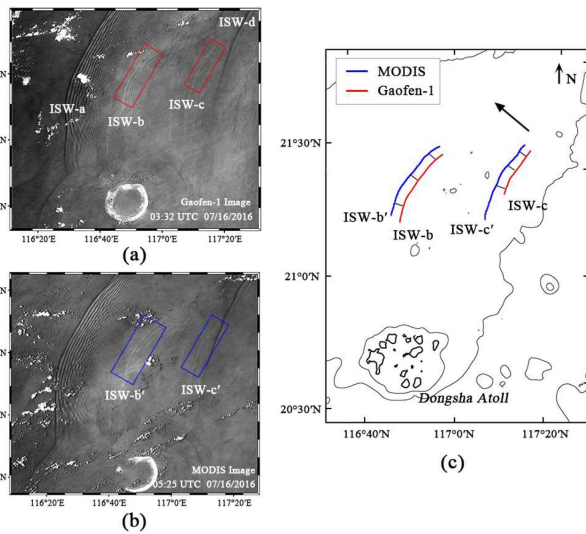 ISW-d
ISW-a
ISW-c
ISW-b
Gaofen-1 Image
03:32 UTC 07/16/2016
116°20'E 116°40'E 117°0'E 117°20'E
(a)
ISW-b'
ISW-c'
MODIS Image
05:25 UTC 07/16/2016
116°20'E 116°40'E 117°0'E 117°20'E
(b)
MODIS
Gaofen-1
N
21°30'N
ISW-b'
ISW-b
ISW-c'
ISW-c
21°0'N
20°30'N
Dongsha Atoll
116°40'E 117°0'E 117°20'E
(c)